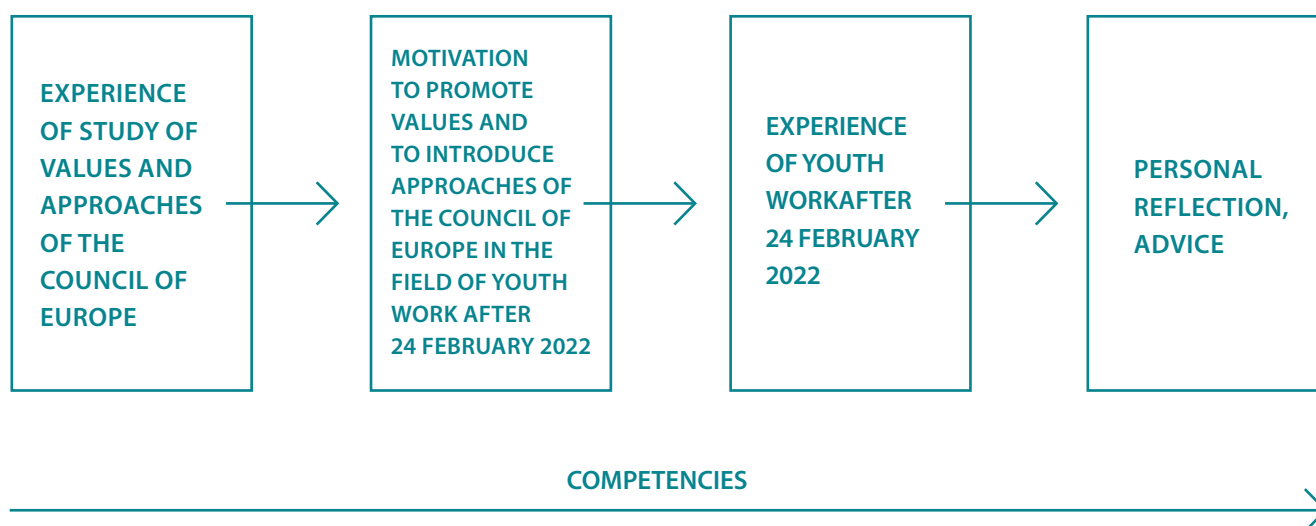 EXPERIENCE
OF STUDY OF
VALUES AND
APPROACHES
OF THE
COUNCIL OF
EUROPE
MOTIVATION
TO PROMOTE
VALUES AND
TO INTRODUCE
APPROACHES OF
THE COUNCIL OF
EUROPE IN THE
FIELD OF YOUTH
WORK AFTER
24 FEBRUARY 2022
EXPERIENCE
OF YOUTH
WORKAFTER
24 FEBRUARY
2022
PERSONAL
REFLECTION,
ADVICE
COMPETENCIES